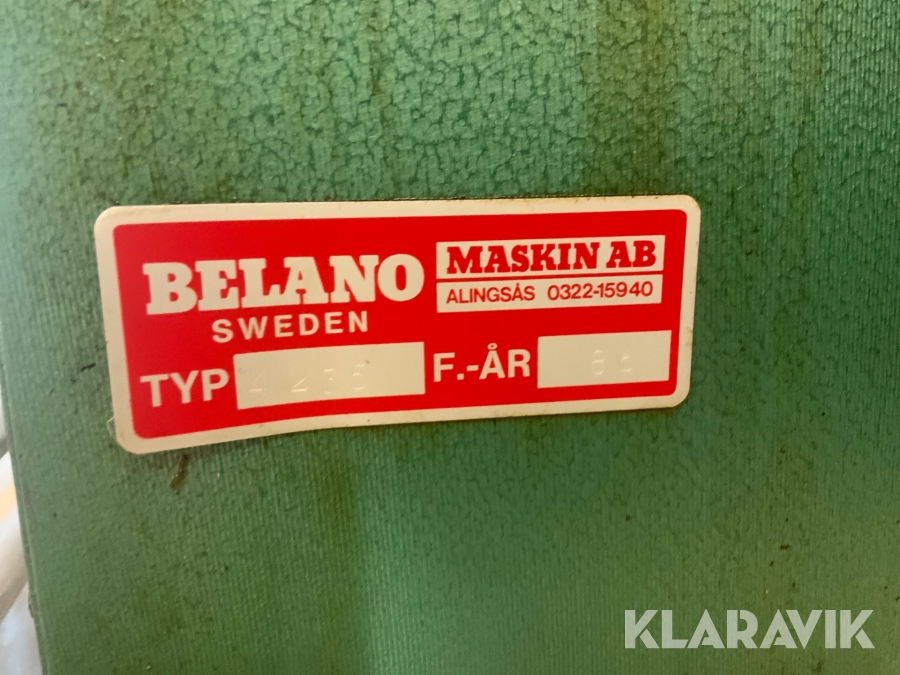 BELANO
SWEDEN
MASKIN AB
ALINGSÅS 0322-15940
TYP
F.-ÅR
KLARAVIK